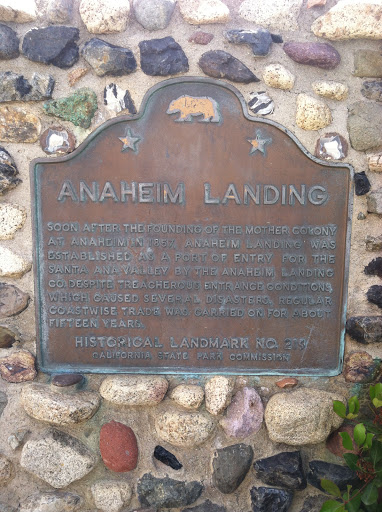 ANAHEIM LANDING
SOON AFTER THE FOUNDING OF THE MOTHER COLONY
AT ANAHEIM IN 1857, ANAHEIM LANDING WAS
ESTABLISHED AS A PORT OF ENTRY FOR THE
SANTA ANA VALLEY BY THE ANAHEIM LANDING
CO. DESPITE TREACHEROUS ENTRANCE CONDITIONS,
WHICH CAUSED SEVERAL DISASTERS, REGULAR
COASTWISE TRADE WAS CARRIED ON FOR ABOUT
FIFTEEN YEARS.
HISTORICAL LANDMARK NO. 219
CALIFORNIA STATE PARK COMMISSION